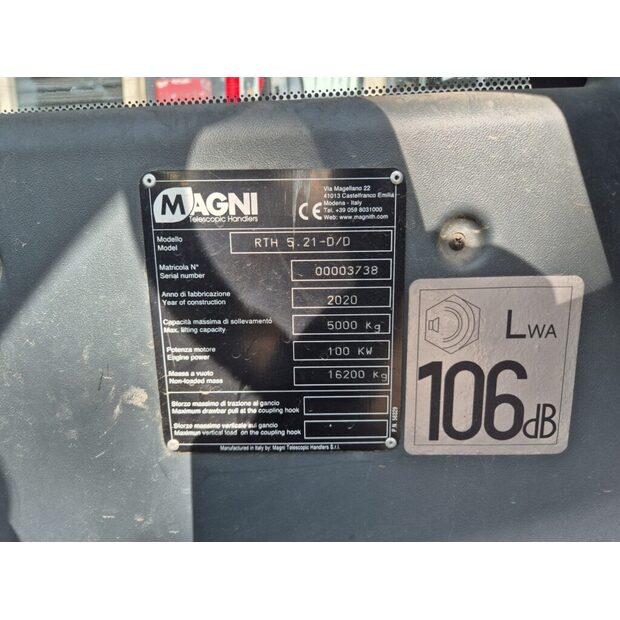 MAGNI
Telescopic Handlers
CE
Via Magellano 22
41013 Castelfranco Emilia
Modena - Italy
Tel. +39 059 8031000
Web: www.magnith.com
Modello
Model
RTH 5.21-D/D
Matricola N°
Serial number
00003738
Anno di fabbricazione
Year of construction
2020
Capacità massima di sollevamento
Max. lifting capacity
5000 Kg
Potenza motore
Engine power
100 KW
Massa a vuoto
Non-loaded mass
16200 Kg
Sforzo massimo di trazione al gancio
Maximum drawbar pull at the coupling hook
Sforzo massimo verticale sul gancio
Maximun vertical load on the coupling hook
Manufactured in Italy by: Magni Telescopic Handlers S.r.l.
P.N. 56329
LWA
106dB